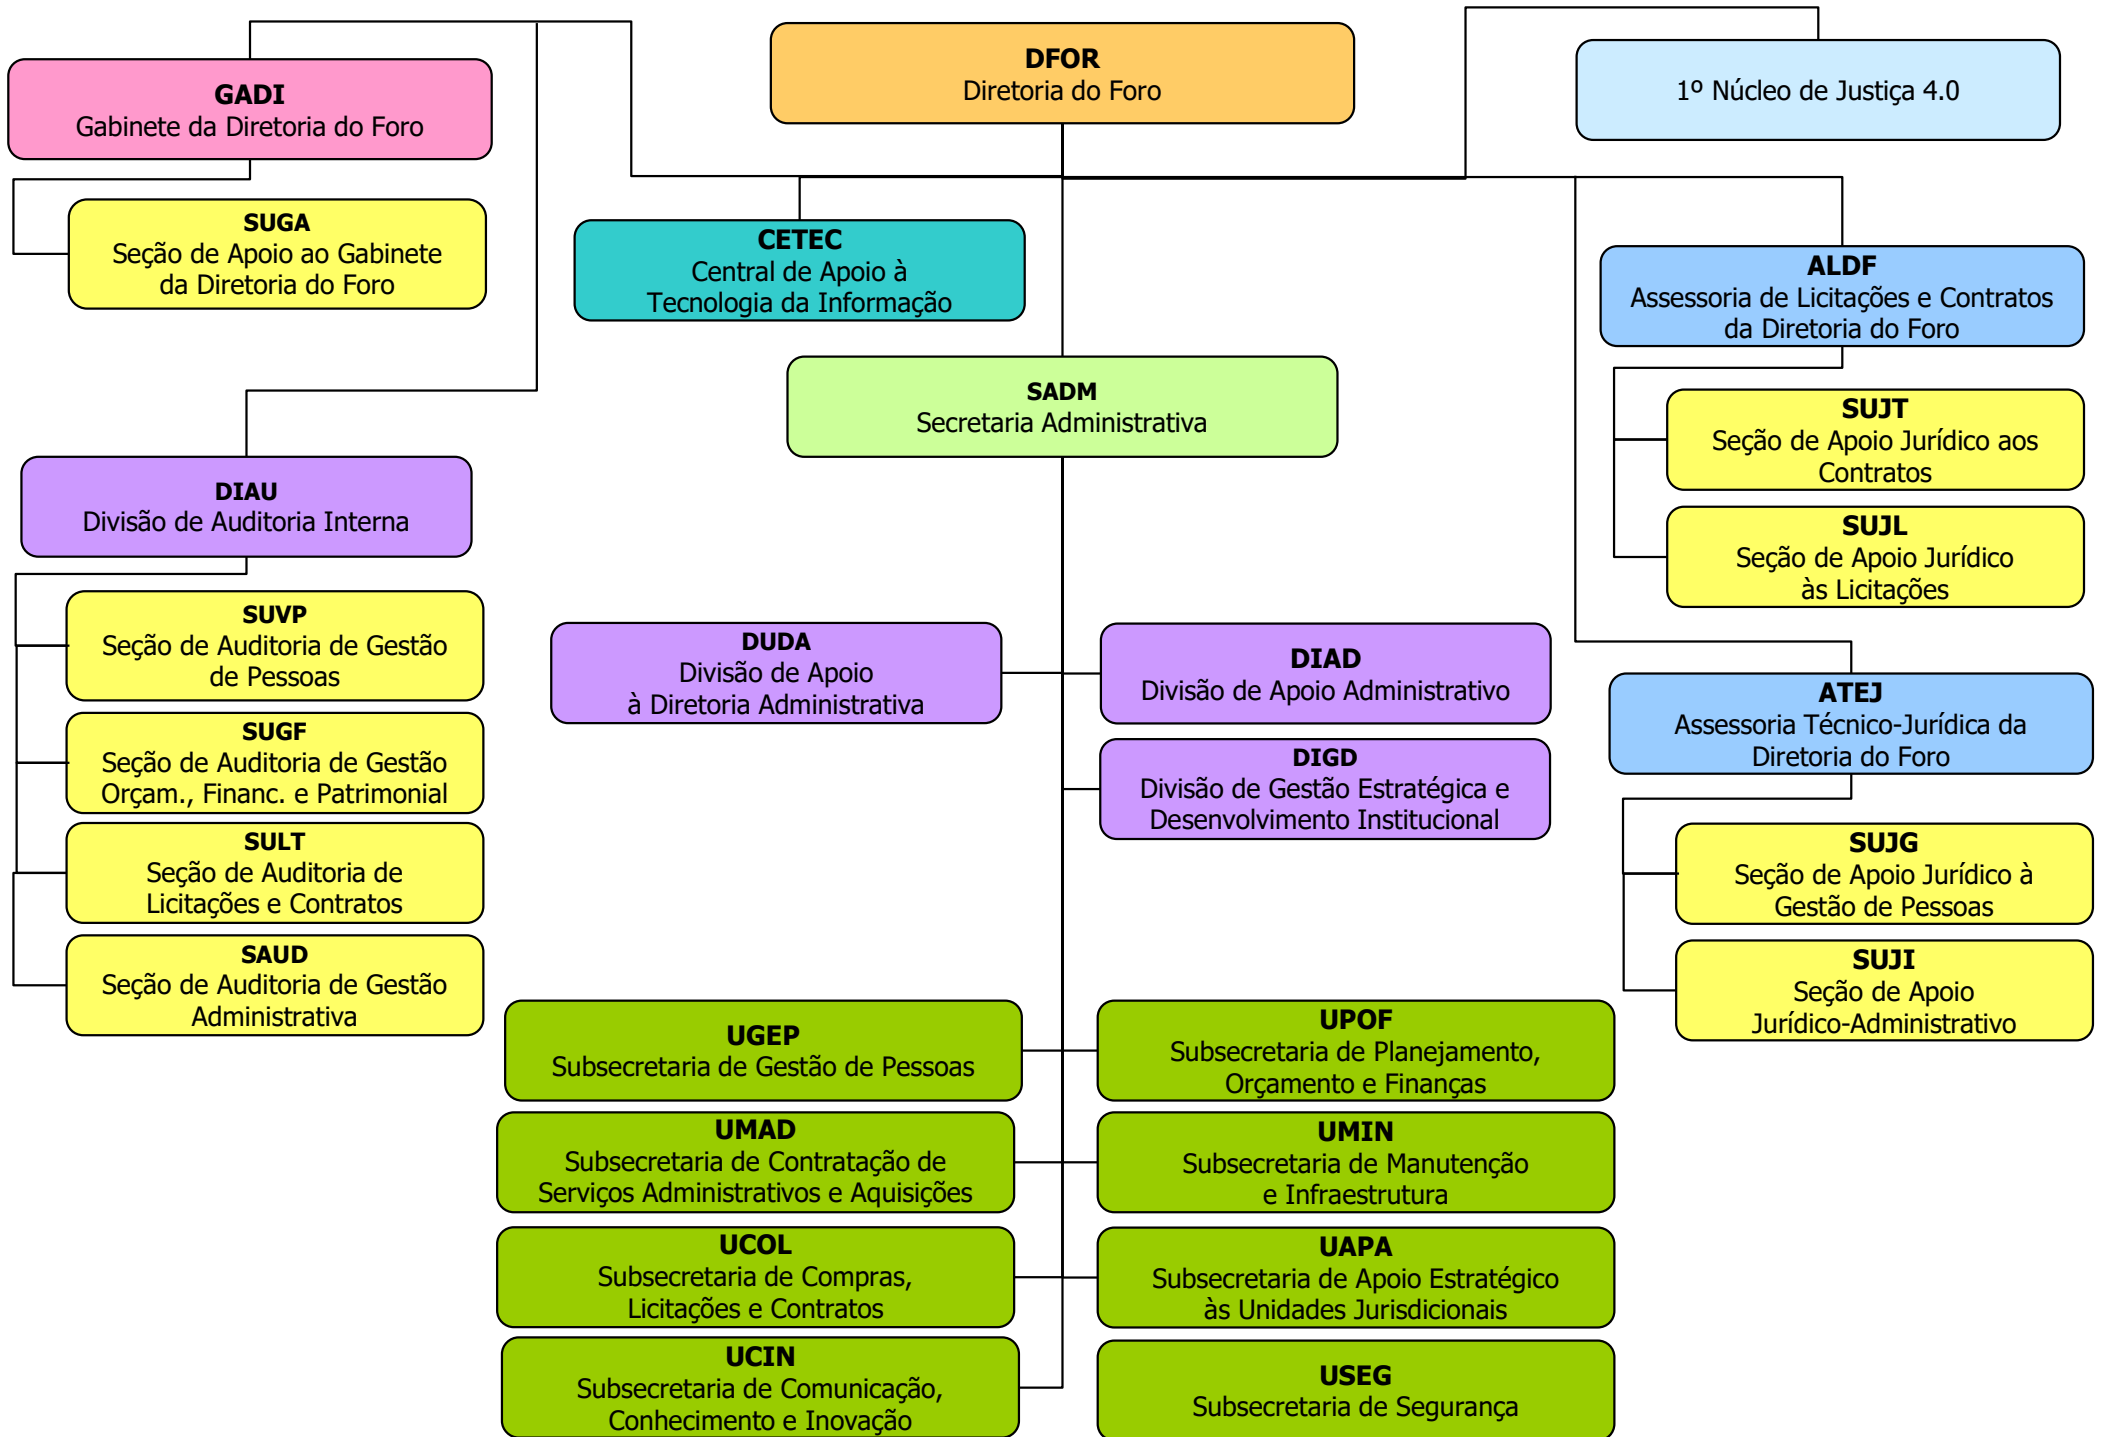 DFOR
Diretoria do Foro
GADI
Gabinete da Diretoria do Foro
1º Núcleo de Justiça 4.0
SUGA
Seção de Apoio ao Gabinete
da Diretoria do Foro
CETEC
Central de Apoio à
Tecnologia da Informação
ALDF
Assessoria de Licitações e Contratos
da Diretoria do Foro
SADM
Secretaria Administrativa
SUJT
Seção de Apoio Jurídico aos
Contratos
SUJL
Seção de Apoio Jurídico
às Licitações
DIAU
Divisão de Auditoria Interna
SUVP
Seção de Auditoria de Gestão
de Pessoas
SUGF
Seção de Auditoria de Gestão
Orçam., Financ. e Patrimonial
SULT
Seção de Auditoria de
Licitações e Contratos
SAUD
Seção de Auditoria de Gestão
Administrativa
DUDA
Divisão de Apoio
à Diretoria Administrativa
DIAD
Divisão de Apoio Administrativo
DIGD
Divisão de Gestão Estratégica e
Desenvolvimento Institucional
ATEJ
Assessoria Técnico-Jurídica da
Diretoria do Foro
SUJG
Seção de Apoio Jurídico à
Gestão de Pessoas
SUJI
Seção de Apoio
Jurídico-Administrativo
UGEP
Subsecretaria de Gestão de Pessoas
UPOF
Subsecretaria de Planejamento,
Orçamento e Finanças
UMAD
Subsecretaria de Contratação de
Serviços Administrativos e Aquisições
UMIN
Subsecretaria de Manutenção
e Infraestrutura
UCOL
Subsecretaria de Compras,
Licitações e Contratos
UAPA
Subsecretaria de Apoio Estratégico
às Unidades Jurisdicionais
UCIN
Subsecretaria de Comunicação,
Conhecimento e Inovação
USEG
Subsecretaria de Segurança